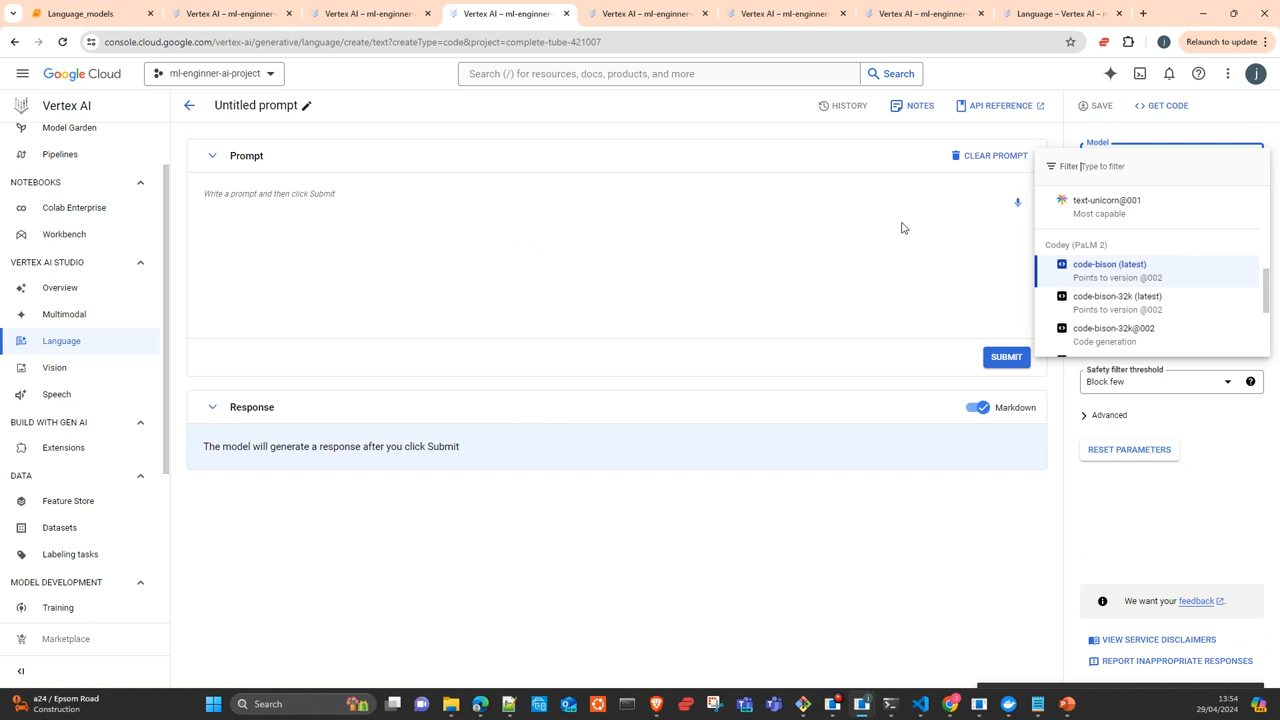 Language_models
Vertex AI – ml-enginner-
Vertex AI – ml-enginner-
Vertex AI – ml-enginner-
Vertex AI – ml-enginner-
Vertex AI – ml-enginner-
Vertex AI – ml-enginner-
Language – Vertex AI –
console.cloud.google.com/vertex-ai/generative/language/create/text?createType=code&project=complete-tube-421007
Relaunch to update
Google Cloud
ml-enginner-ai-project
Search (/) for resources, docs, products, and more
Search
Vertex AI
Model Garden
Pipelines
NOTEBOOKS
Colab Enterprise
Workbench
VERTEX AI STUDIO
Overview
Multimodal
Language
Vision
Speech
BUILD WITH GEN AI
Extensions
DATA
Feature Store
Datasets
Labeling tasks
MODEL DEVELOPMENT
Training
Marketplace
Untitled prompt
HISTORY
NOTES
API REFERENCE
SAVE
GET CODE
Prompt
CLEAR PROMPT
Write a prompt and then click Submit
SUBMIT
Response
Markdown
The model will generate a response after you click Submit
Model
Filter Type to filter
text-unicorn@001
Most capable
Codey (PaLM 2)
code-bison (latest)
Points to version @002
code-bison-32k (latest)
Points to version @002
code-bison-32k@002
Code generation
Safety filter threshold
Block few
Advanced
RESET PARAMETERS
We want your feedback.
VIEW SERVICE DISCLAIMERS
REPORT INAPPROPRIATE RESPONSES
a24 / Epsom Road
Construction
Search
13:54
29/04/2024